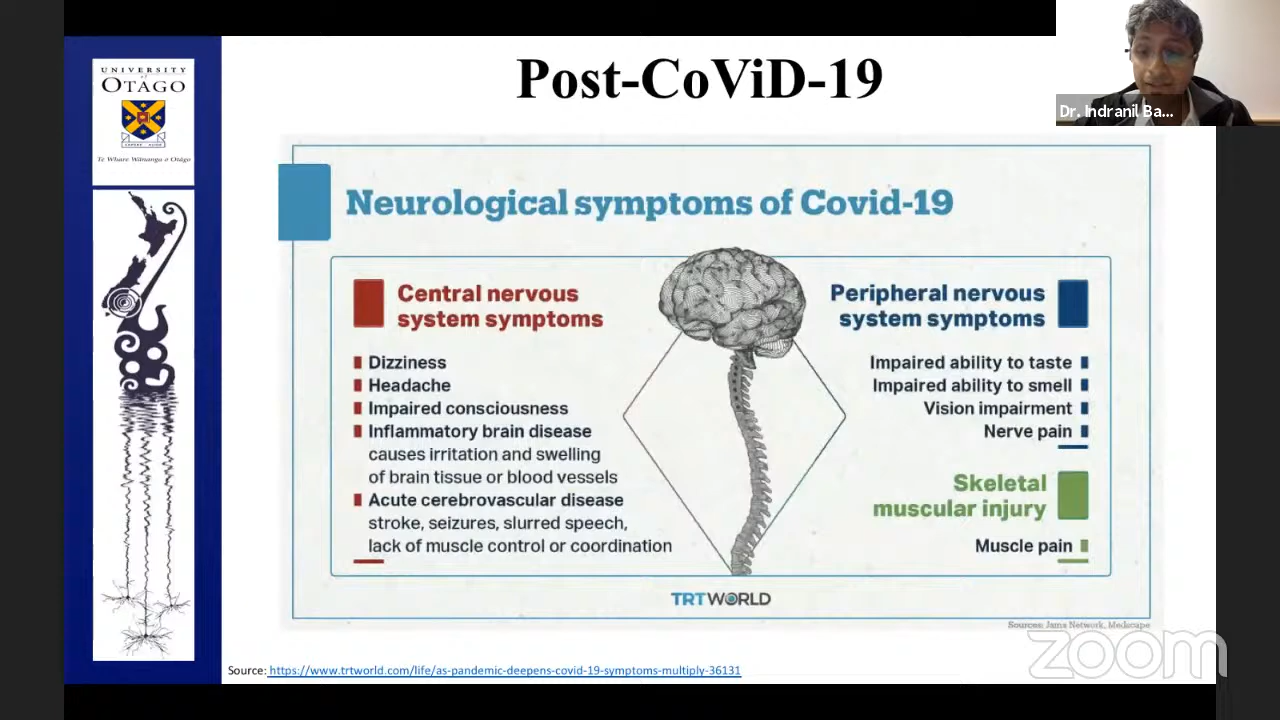 Post-CoViD-19
UNIVERSITY
of
OTAGO
Te Whare Wānanga o Otāgo
Dr. Indranil Ba...
Neurological symptoms of Covid-19
Central nervous
system symptoms
Dizziness
Headache
Impaired consciousness
Inflammatory brain disease
causes irritation and swelling
of brain tissue or blood vessels
Acute cerebrovascular disease
stroke, seizures, slurred speech,
lack of muscle control or coordination
Peripheral nervous
system symptoms
Impaired ability to taste
Impaired ability to smell
Vision impairment
Nerve pain
Skeletal
muscular injury
Muscle pain
TRTWORLD
Sources: Jama Network, Medscape
zoom
Source: https://www.trtworld.com/life/as-pandemic-deepens-covid-19-symptoms-multiply-36131